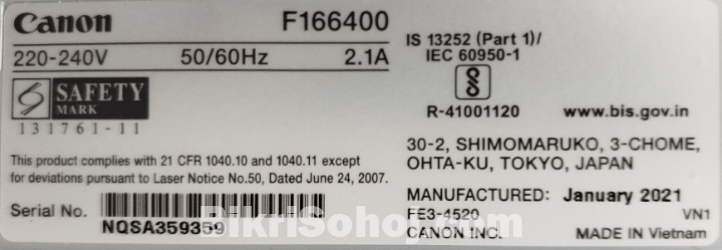 Canon F166400
220-240V 50/60Hz 2.1A
SAFETY
MARK
131761-11
This product complies with 21 CFR 1040.10 and 1040.11 except
for deviations pursuant to Laser Notice No.50, Dated June 24, 2007.
Serial No.
NQSA359359
IS 13252 (Part 1)/
IEC 60950-1
R-41001120 www.bis.gov.in
30-2, SHIMOMARUKO, 3-CHOME,
OHTA-KU, TOKYO, JAPAN
MANUFACTURED: January 2021
FE3-4520 VN1
CANON INC. MADE IN Vietnam
BikriSohoj.com